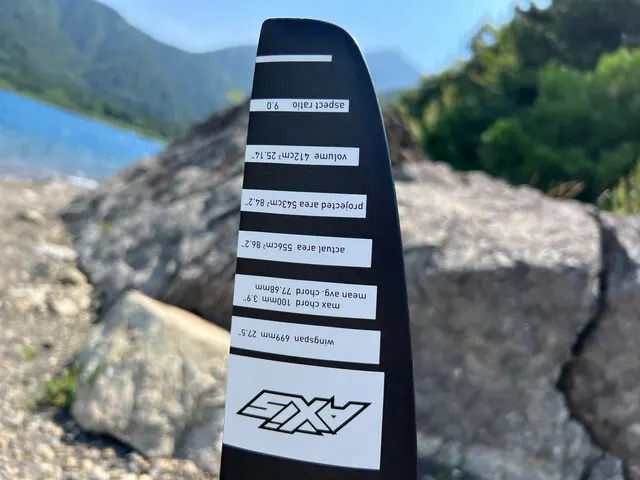 AXIS
wingspan 699mm 27.5"
max chord 100mm 3.9"
mean avg. chord 77.68mm
actual area 556cm² 86.2"
projected area 543cm² 84.2"
volume 412cm³ 25.14"
aspect ratio 9.0